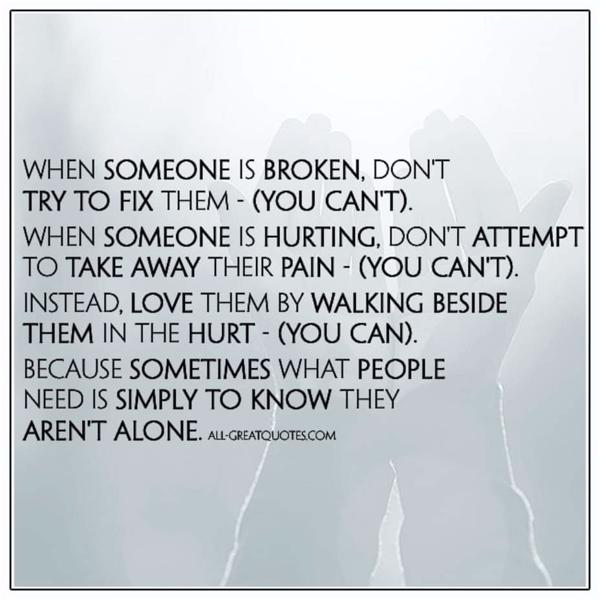 WHEN SOMEONE IS BROKEN, DON'T
TRY TO FIX THEM - (YOU CAN'T).
WHEN SOMEONE IS HURTING, DON'T ATTEMPT
TO TAKE AWAY THEIR PAIN - (YOU CAN'T).
INSTEAD, LOVE THEM BY WALKING BESIDE
THEM IN THE HURT - (YOU CAN).
BECAUSE SOMETIMES WHAT PEOPLE
NEED IS SIMPLY TO KNOW THEY
AREN'T ALONE. ALL-GREATQUOTES.COM